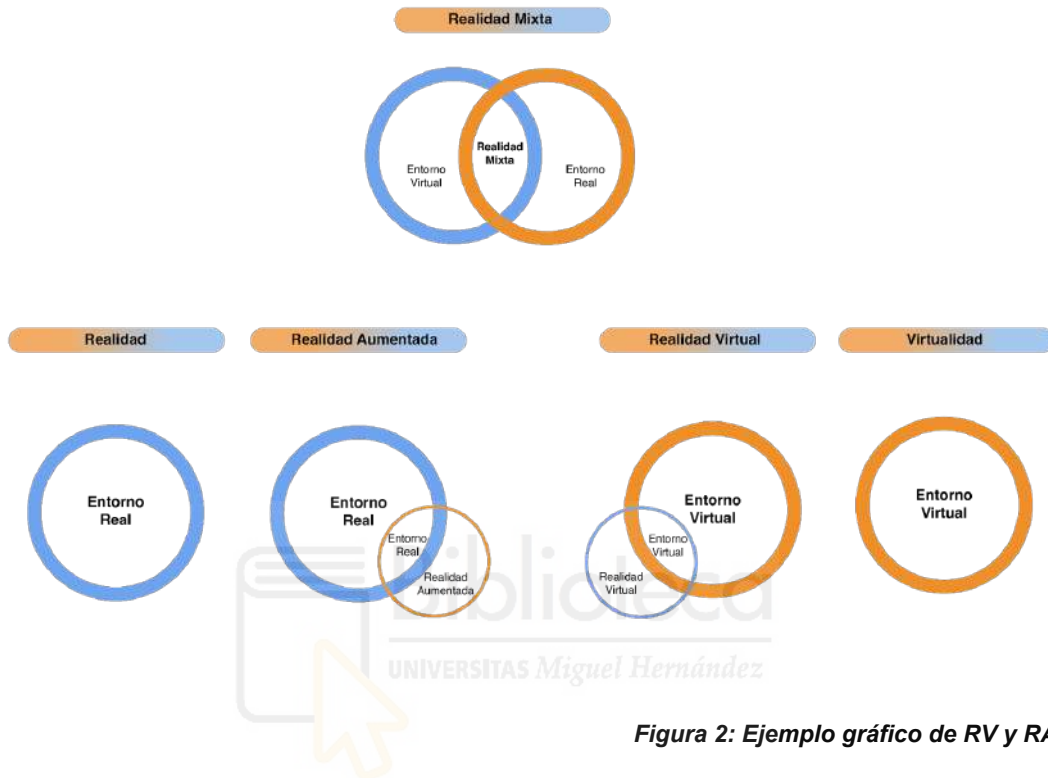 Realidad Mixta
Entorno
Virtual
Realidad
Mixta
Entorno
Real
Realidad
Realidad Aumentada
Realidad Virtual
Virtualidad
Entorno
Real
Entorno
Real
Entorno
Real
Realidad
Aumentada
Entorno
Virtual
Entorno
Virtual
Realidad
Virtual
Entorno
Virtual
Biblioteca
UNIVERSITAS Miguel Hernández
Figura 2: Ejemplo gráfico de RV y RA